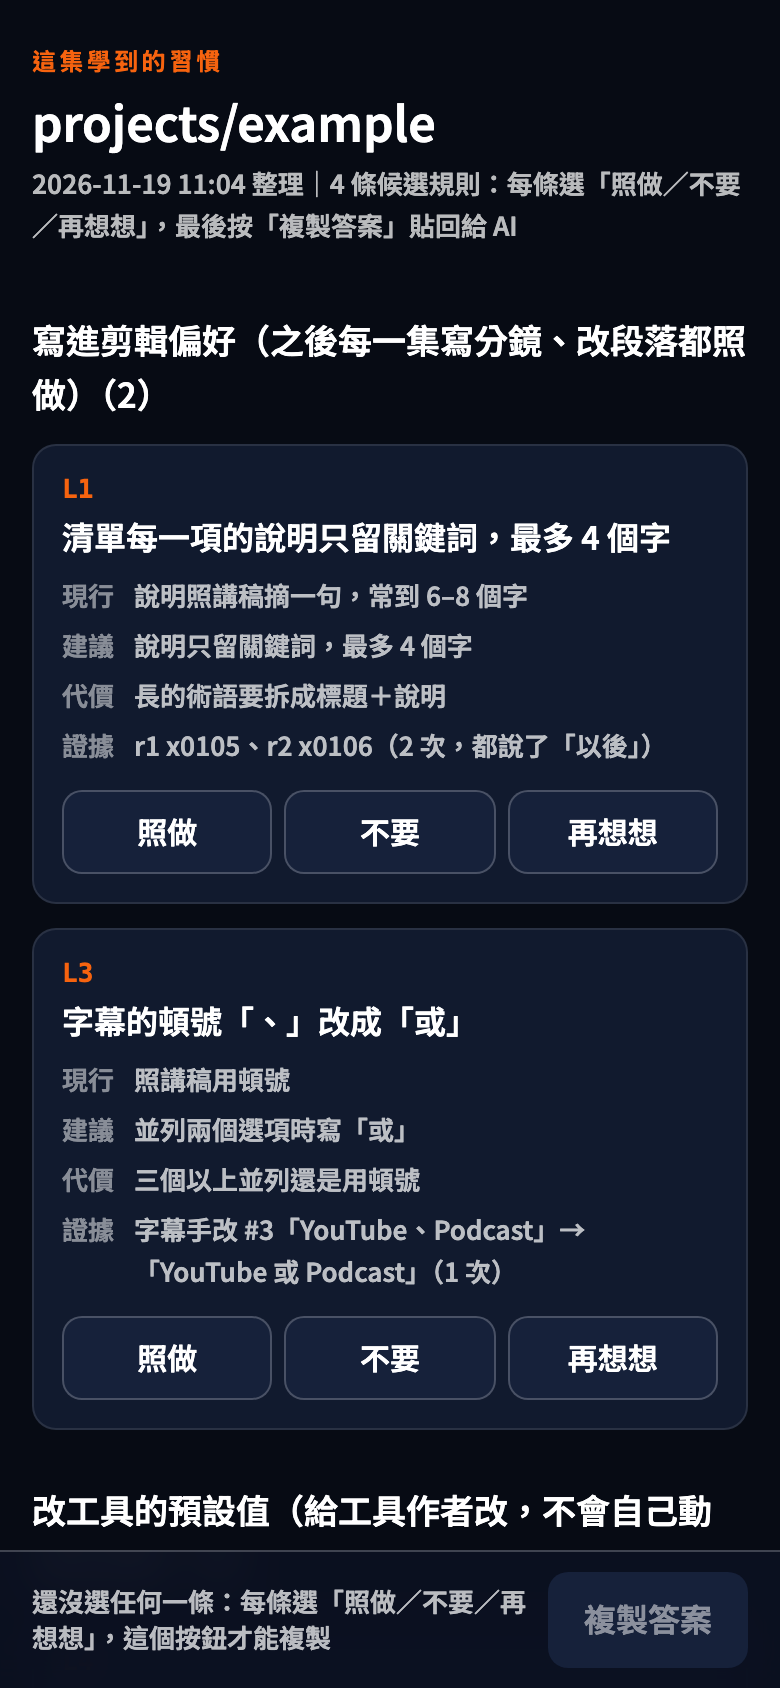 這集學到的習慣
projects/example
2026-11-19 11:04 整理｜4 條候選規則：每條選「照做／不要
／再想想」，最後按「複製答案」貼回給 AI
寫進剪輯偏好（之後每一集寫分鏡、改段落都照
做）（2）
L1
清單每一項的說明只留關鍵詞，最多 4 個字
現行 說明照講稿摘一句，常到 6–8 個字
建議 說明只留關鍵詞，最多 4 個字
代價 長的術語要拆成標題＋說明
證據 r1 x0105、r2 x0106（2 次，都說了「以後」）
照做 不要 再想想
L3
字幕的頓號「、」改成「或」
現行 照講稿用頓號
建議 並列兩個選項時寫「或」
代價 三個以上並列還是用頓號
證據 字幕手改 #3「YouTube、Podcast」→
「YouTube 或 Podcast」（1 次）
照做 不要 再想想
改工具的預設值（給工具作者改，不會自己動
還沒選任何一條：每條選「照做／不要／再
想想」，這個按鈕才能複製
複製答案